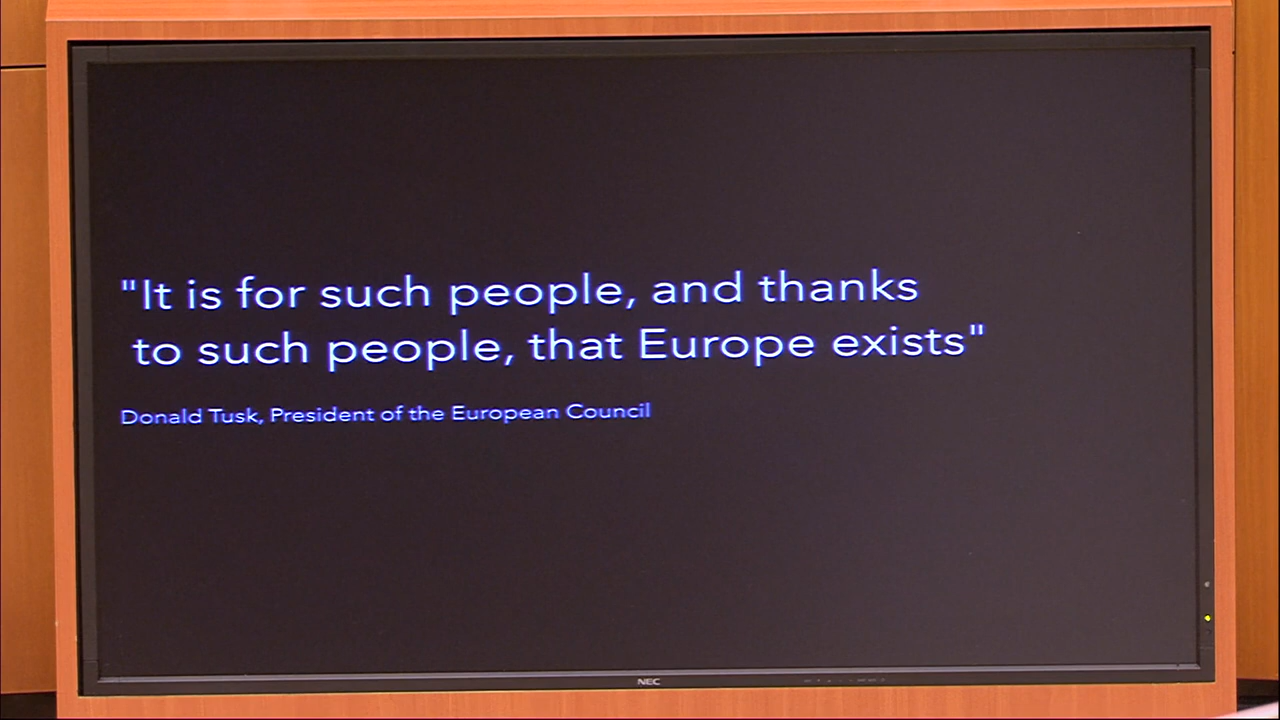 "It is for such people, and thanks
to such people, that Europe exists"
Donald Tusk, President of the European Council
NEC